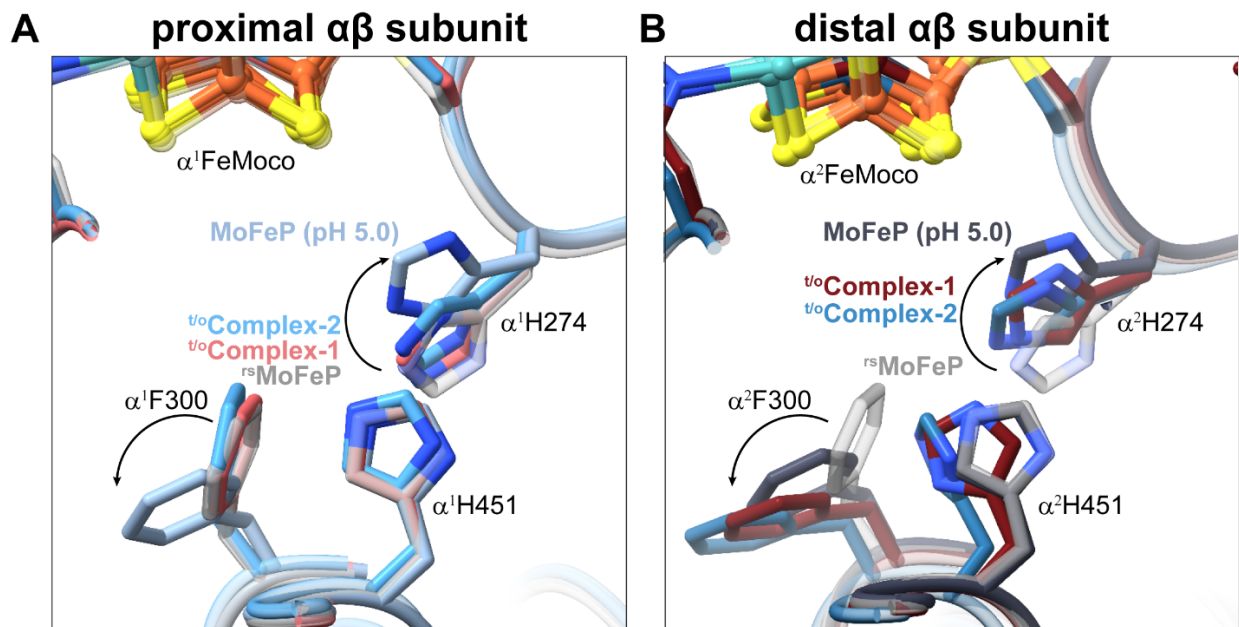 A proximal αβ subunit
α¹FeMoco
MoFeP (pH 5.0)
α¹H274
t/oComplex-2
t/oComplex-1
rsMoFeP
α¹F300
α¹H451
B distal αβ subunit
α²FeMoco
MoFeP (pH 5.0)
t/oComplex-1
t/oComplex-2
α²H274
rsMoFeP
α²F300
α²H451